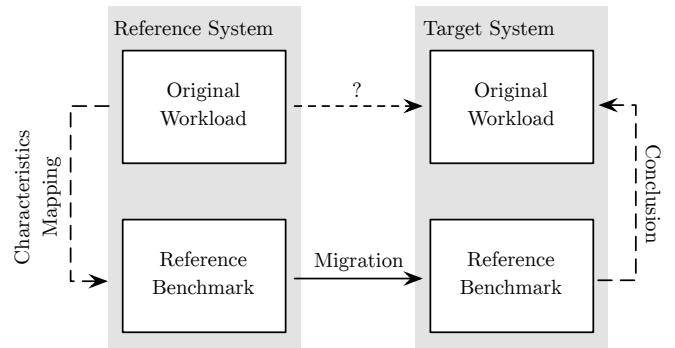 Reference System
Target System
Original
Workload
?
Original
Workload
Characteristics
Mapping
Conclusion
Reference
Benchmark
Migration
Reference
Benchmark